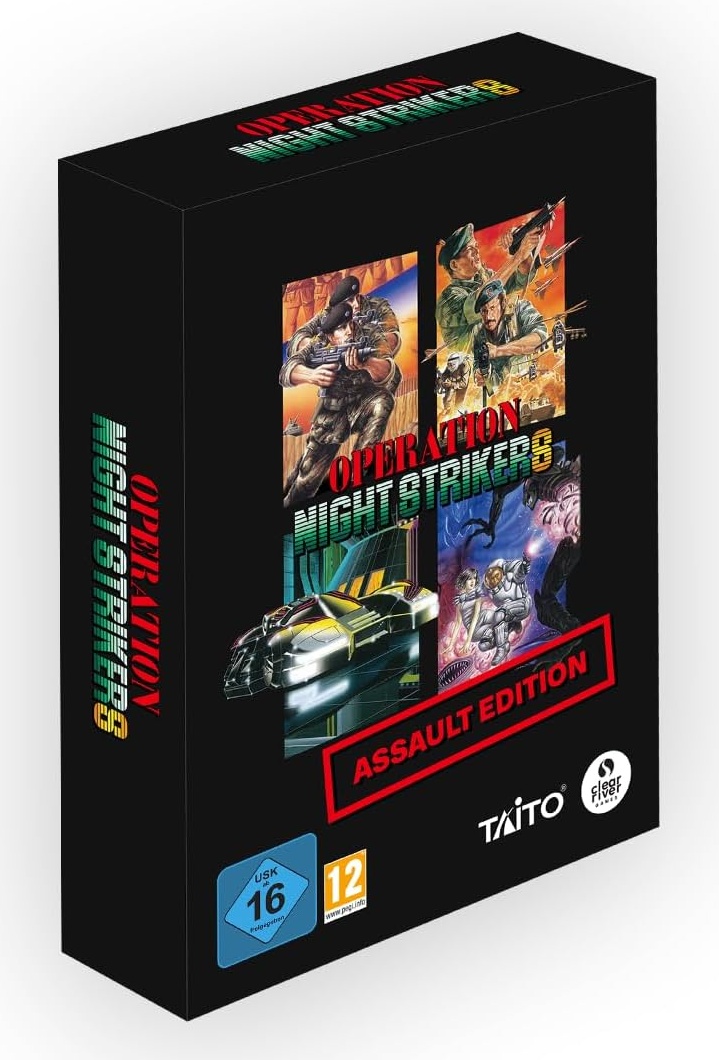 OPERATION
NIGHT STRIKERS
OPERATION
NIGHT STRIKERS
OPERATION
NIGHT STRIKERS
ASSAULT EDITION
TAITO®
clear
river
GAMES
USK
ab
16
freigegeben
12
www.pegi.info